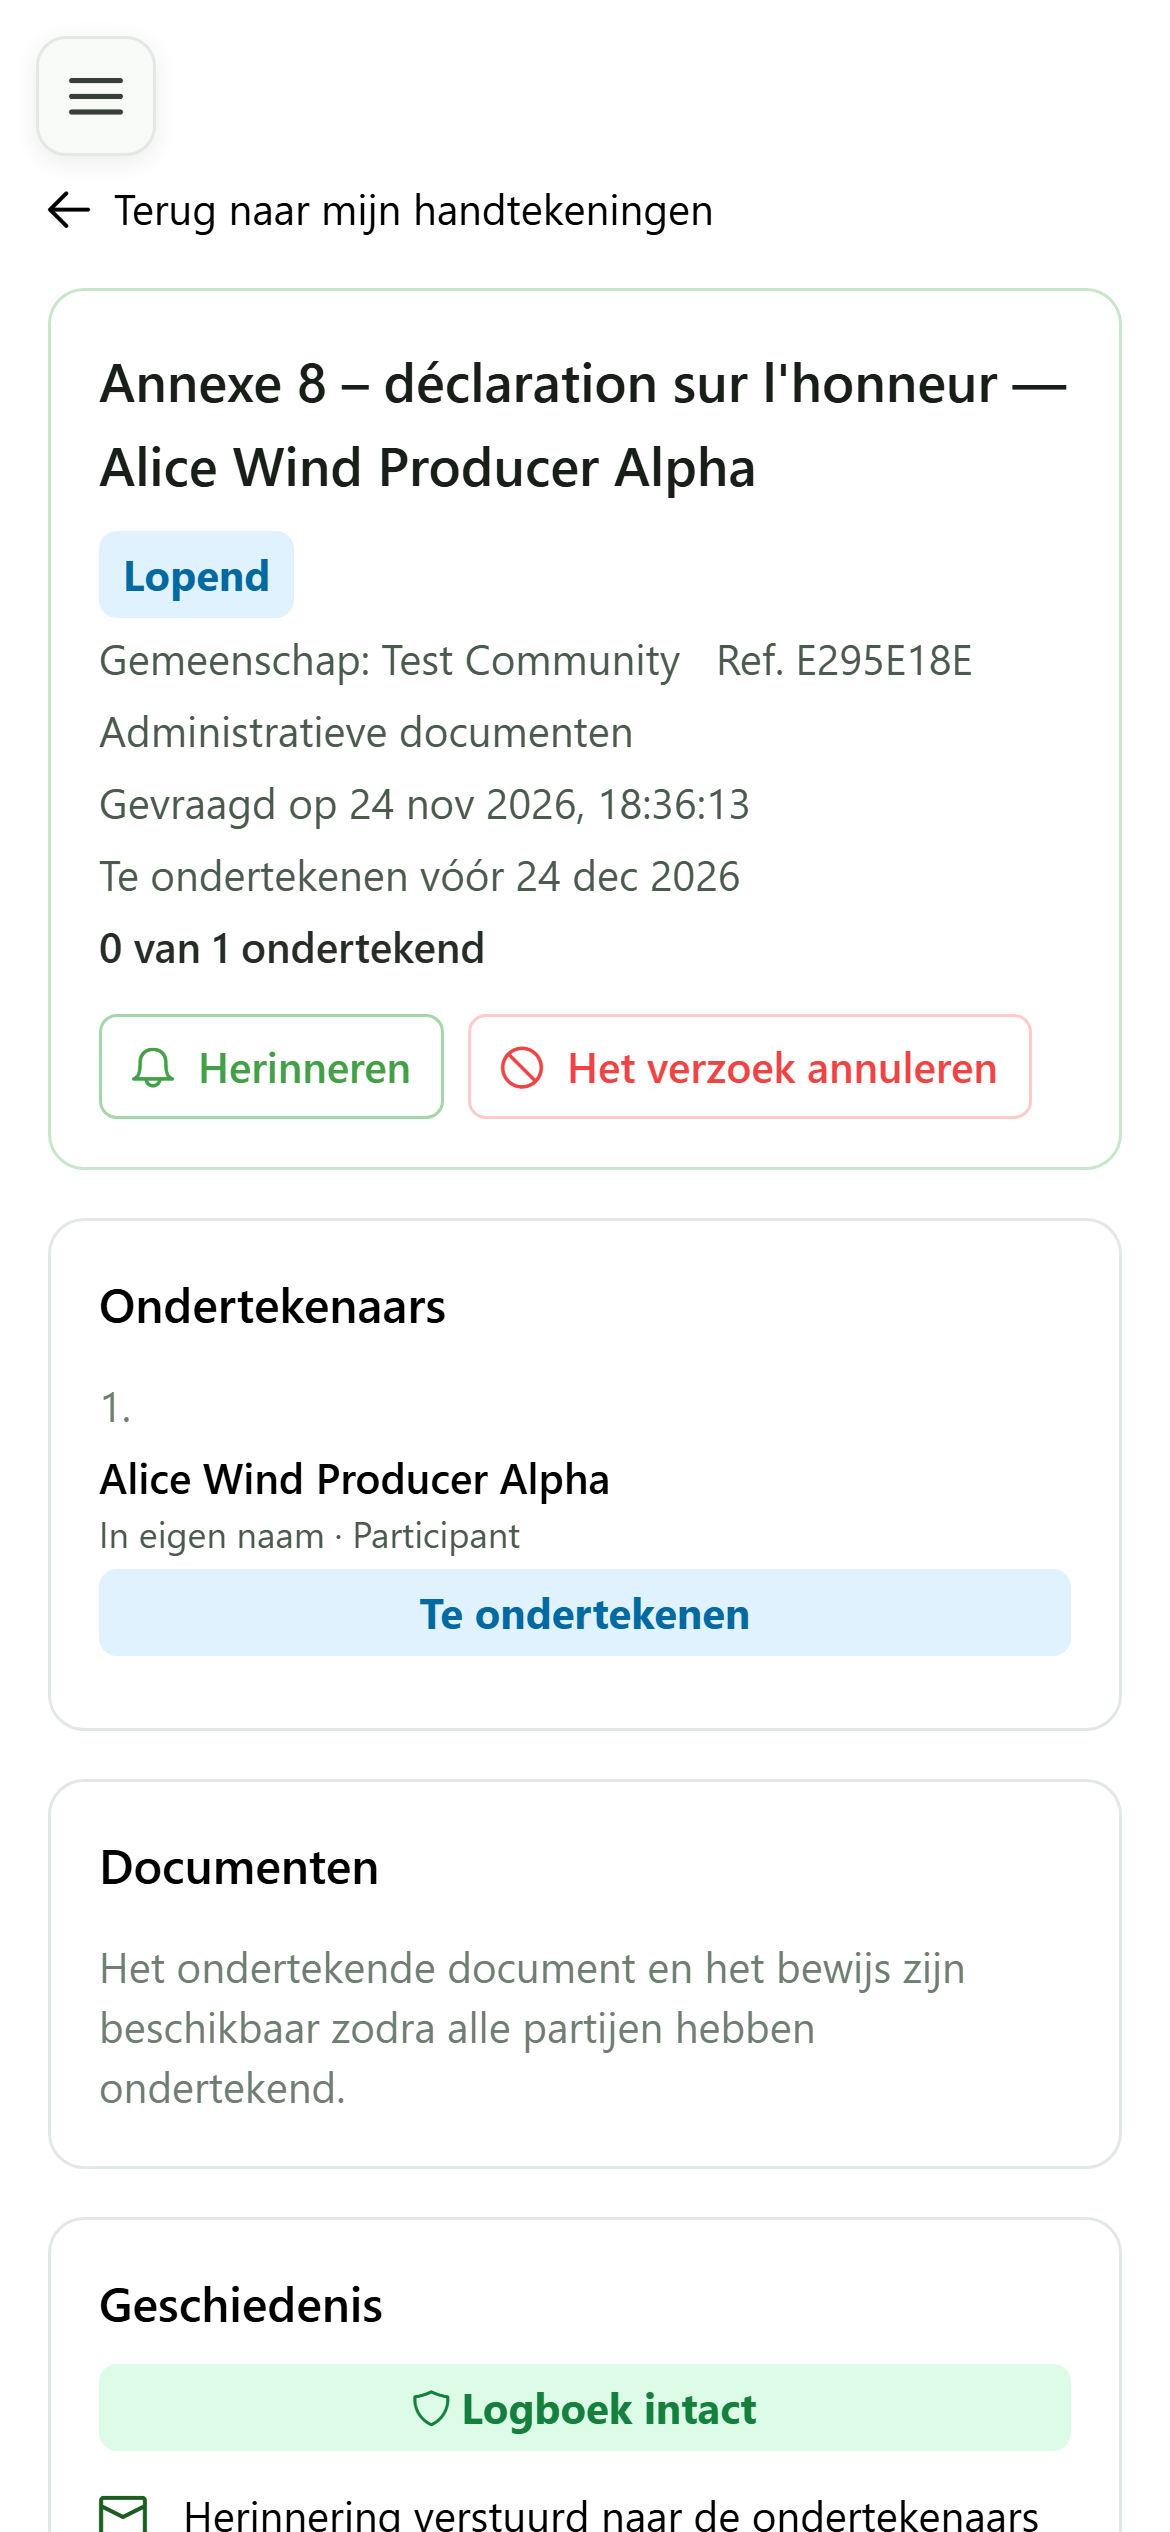 Terug naar mijn handtekeningen
Annexe 8 – déclaration sur l'honneur —
Alice Wind Producer Alpha
Lopend
Gemeenschap: Test Community Ref. E295E18E
Administratieve documenten
Gevraagd op 24 nov 2026, 18:36:13
Te ondertekenen vóór 24 dec 2026
0 van 1 ondertekend
Herinneren Het verzoek annuleren
Ondertekenaars
1.
Alice Wind Producer Alpha
In eigen naam · Participant
Te ondertekenen
Documenten
Het ondertekende document en het bewijs zijn
beschikbaar zodra alle partijen hebben
ondertekend.
Geschiedenis
Logboek intact
Herinnering verstuurd naar de ondertekenaars